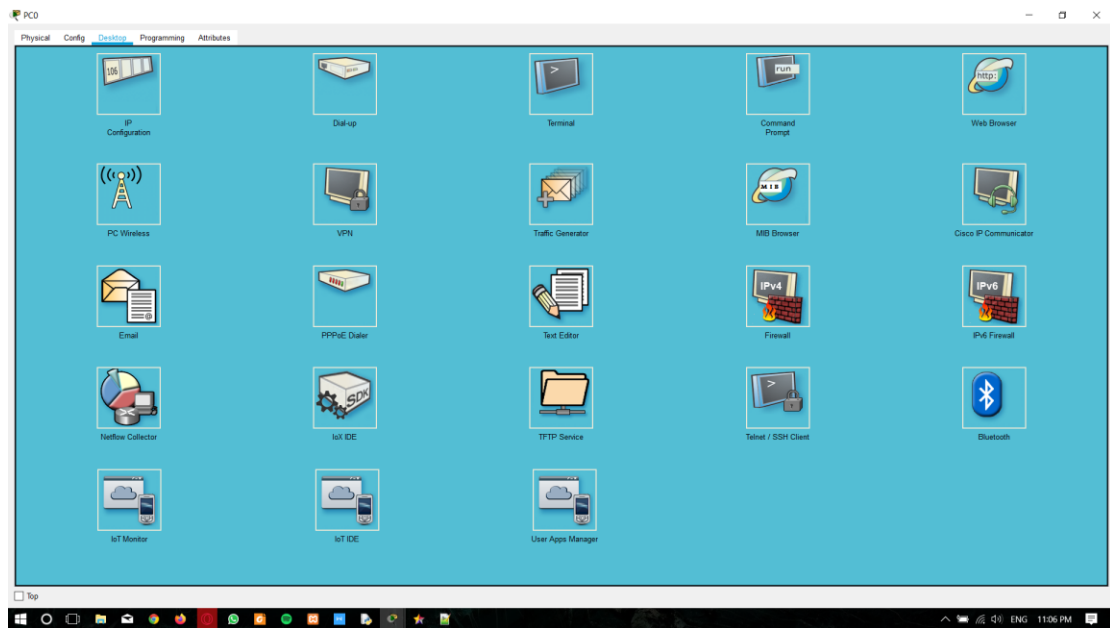 PC0
Physical Config Desktop Programming Attributes
106
run
http:
IP
Configuration
Dial-up
Terminal
Command
Prompt
Web Browser
MIB
PC Wireless
VPN
Traffic Generator
MIB Browser
Cisco IP Communicator
IPv4
IPv6
Email
PPPoE Dialer
Text Editor
Firewall
IPv6 Firewall
SDK
Netflow Collector
IoX IDE
TFTP Service
Telnet / SSH Client
Bluetooth
IoT Monitor
IoT IDE
User Apps Manager
Top
ENG 11:06 PM